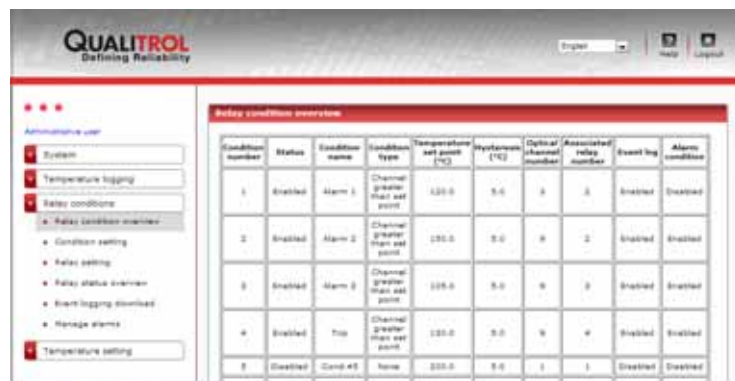 QUALITROL
Defining Reliability
English
Help
Logout
Administrative user
System
Temperature logging
Relay conditions
Relay condition overview
Condition setting
Relay setting
Relay status overview
Event logging download
Manage alarms
Temperature setting
Relay condition overview
Condition number Status Condition name Condition type Temperature set point (°C) Hysteresis (°C) Optical channel number Associated relay number Event log Alarm condition
1 Enabled Alarm 1 Channel greater than set point 5.0 Enabled Disabled
2 Enabled Alarm 2 Channel greater than set point 5.0 2 Enabled Enabled
3 Enabled Alarm Channel greater than set point 5.0 3 Enabled Enabled
4 Enabled Trip Channel greater than set point 5.0 4 Enabled Enabled
5 Disabled Cond #5 None 200.0 5.0 1 1 Disabled Disabled